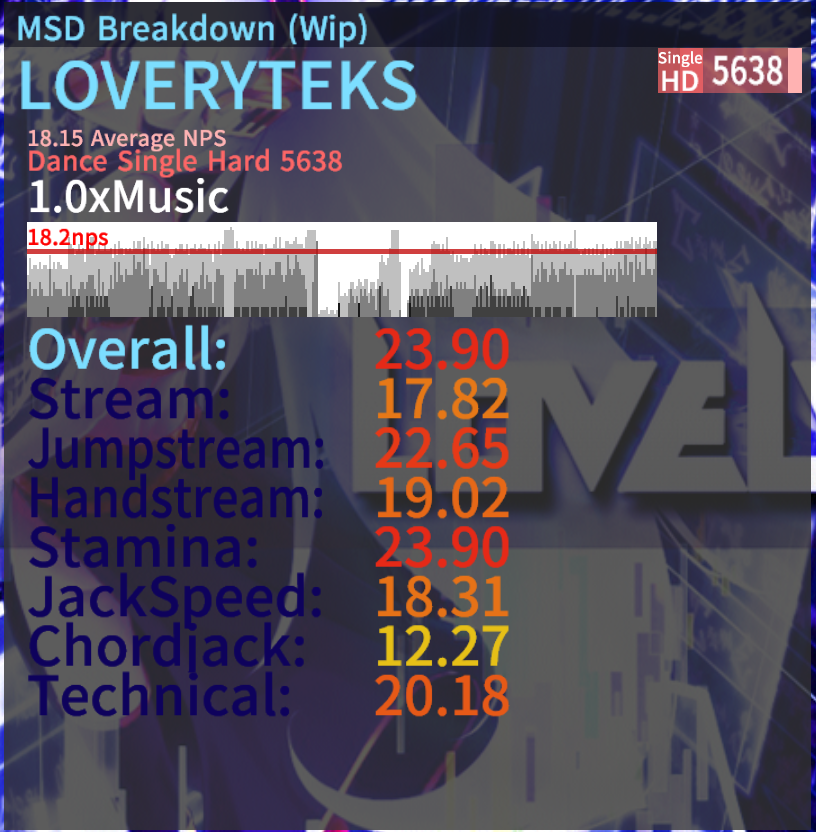 MSD Breakdown (Wip)
LOVERYTEKS
Single
HD 5638
18.15 Average NPS
Dance Single Hard 5638
1.0xMusic
18.2nps
Overall: 23.90
Stream: 17.82
Jumpstream: 22.65
Handstream: 19.02
Stamina: 23.90
JackSpeed: 18.31
Chordjack: 12.27
Technical: 20.18